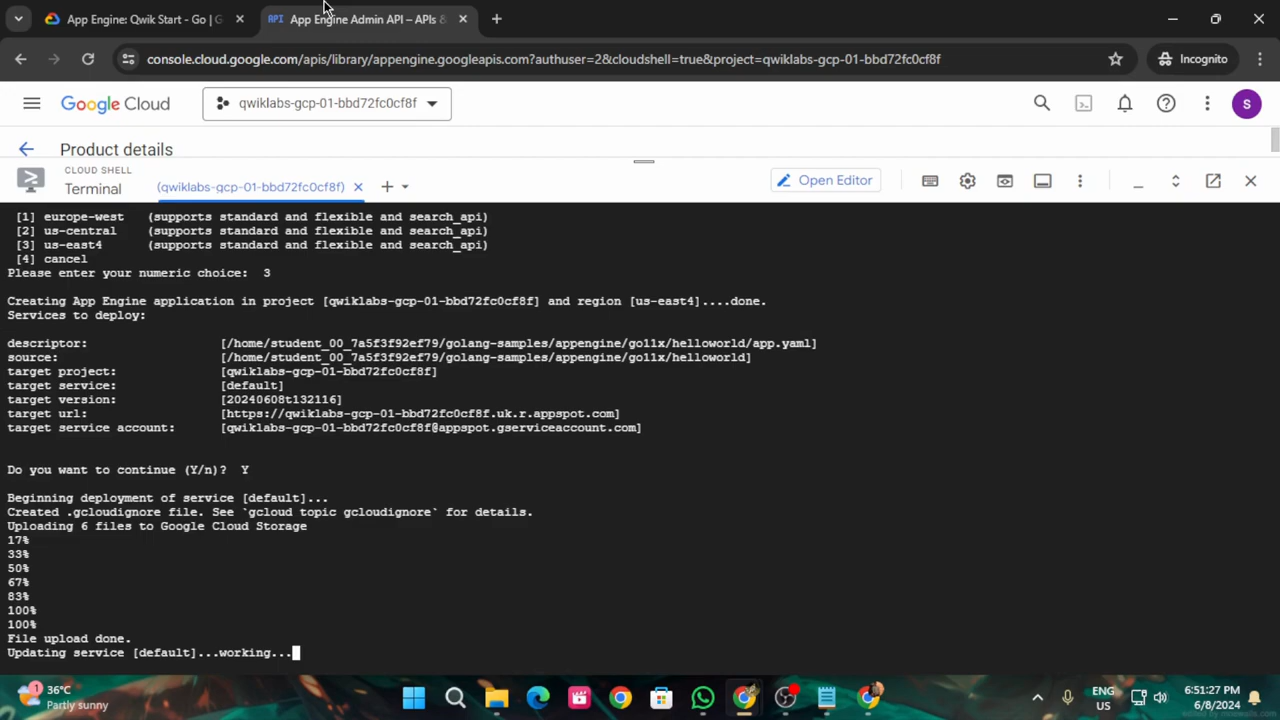 App Engine: Qwik Start - Go | G
API App Engine Admin API – APIs &
console.cloud.google.com/apis/library/appengine.googleapis.com?authuser=2&cloudshell=true&project=qwiklabs-gcp-01-bbd72fc0cf8f
Incognito
Google Cloud
qwiklabs-gcp-01-bbd72fc0cf8f
S
Product details
CLOUD SHELL
Terminal
(qwiklabs-gcp-01-bbd72fc0cf8f)
Open Editor
[1] europe-west (supports standard and flexible and search_api)
[2] us-central (supports standard and flexible and search_api)
[3] us-east4 (supports standard and flexible and search_api)
[4] cancel
Please enter your numeric choice: 3
Creating App Engine application in project [qwiklabs-gcp-01-bbd72fc0cf8f] and region [us-east4]....done.
Services to deploy:
descriptor: [/home/student_00_7a5f3f92ef79/golang-samples/appengine/go11x/helloworld/app.yaml]
source: [/home/student_00_7a5f3f92ef79/golang-samples/appengine/go11x/helloworld]
target project: [qwiklabs-gcp-01-bbd72fc0cf8f]
target service: [default]
target version: [20240608t132116]
target url: [https://qwiklabs-gcp-01-bbd72fc0cf8f.uk.r.appspot.com]
target service account: [qwiklabs-gcp-01-bbd72fc0cf8f@appspot.gserviceaccount.com]
Do you want to continue (Y/n)? Y
Beginning deployment of service [default]...
Created .gcloudignore file. See `gcloud topic gcloudignore` for details.
Uploading 6 files to Google Cloud Storage
17%
33%
50%
67%
83%
100%
100%
File upload done.
Updating service [default]...working...
1
36°C
Partly sunny
ENG
US
6:51:27 PM
6/8/2024